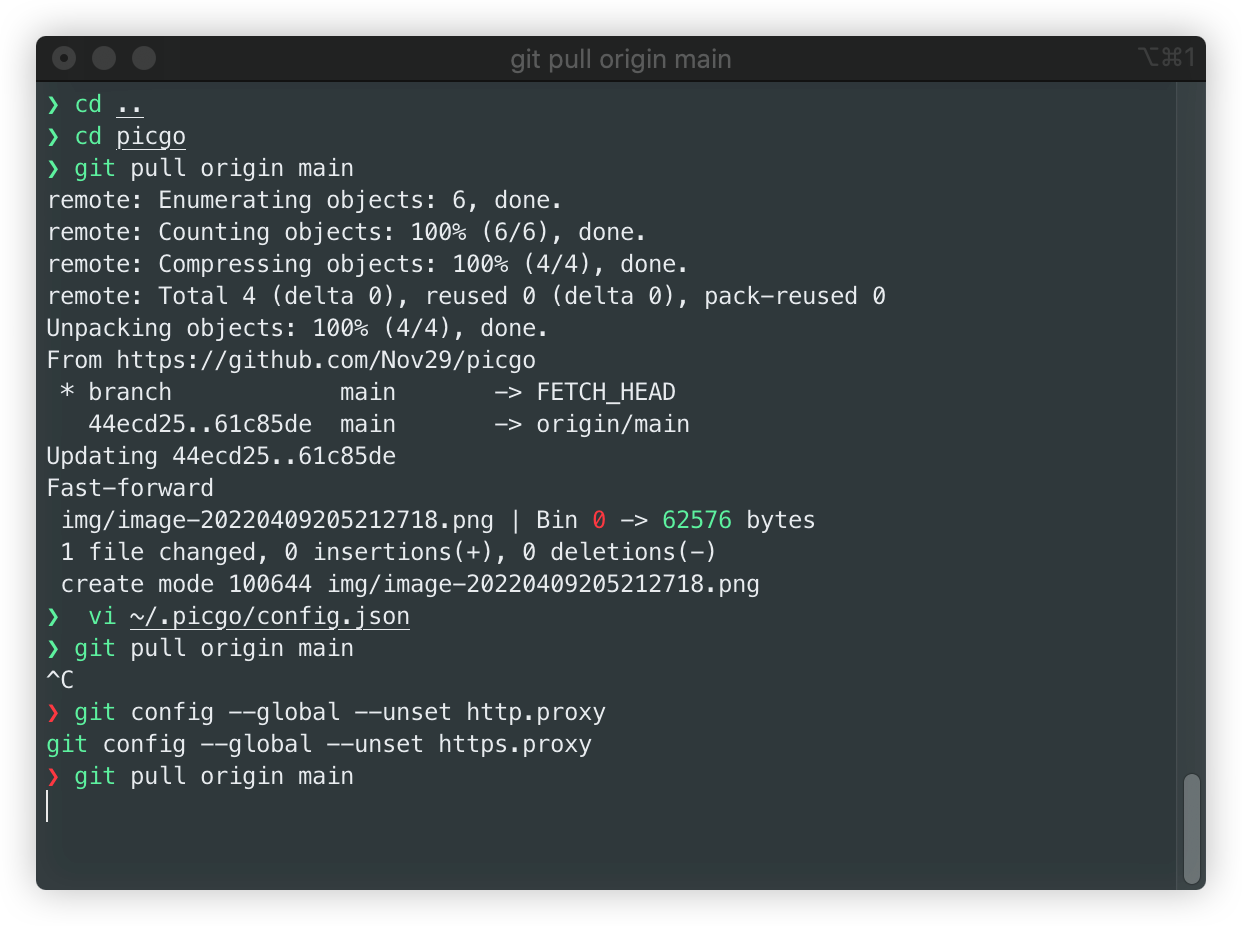 git pull origin main ⌥⌘1
❯ cd ..
❯ cd picgo
❯ git pull origin main
remote: Enumerating objects: 6, done.
remote: Counting objects: 100% (6/6), done.
remote: Compressing objects: 100% (4/4), done.
remote: Total 4 (delta 0), reused 0 (delta 0), pack-reused 0
Unpacking objects: 100% (4/4), done.
From https://github.com/Nov29/picgo
 * branch            main       -> FETCH_HEAD
   44ecd25..61c85de  main       -> origin/main
Updating 44ecd25..61c85de
Fast-forward
 img/image-20220409205212718.png | Bin 0 -> 62576 bytes
 1 file changed, 0 insertions(+), 0 deletions(-)
 create mode 100644 img/image-20220409205212718.png
❯  vi ~/.picgo/config.json
❯ git pull origin main
^C
❯ git config --global --unset http.proxy
git config --global --unset https.proxy
❯ git pull origin main